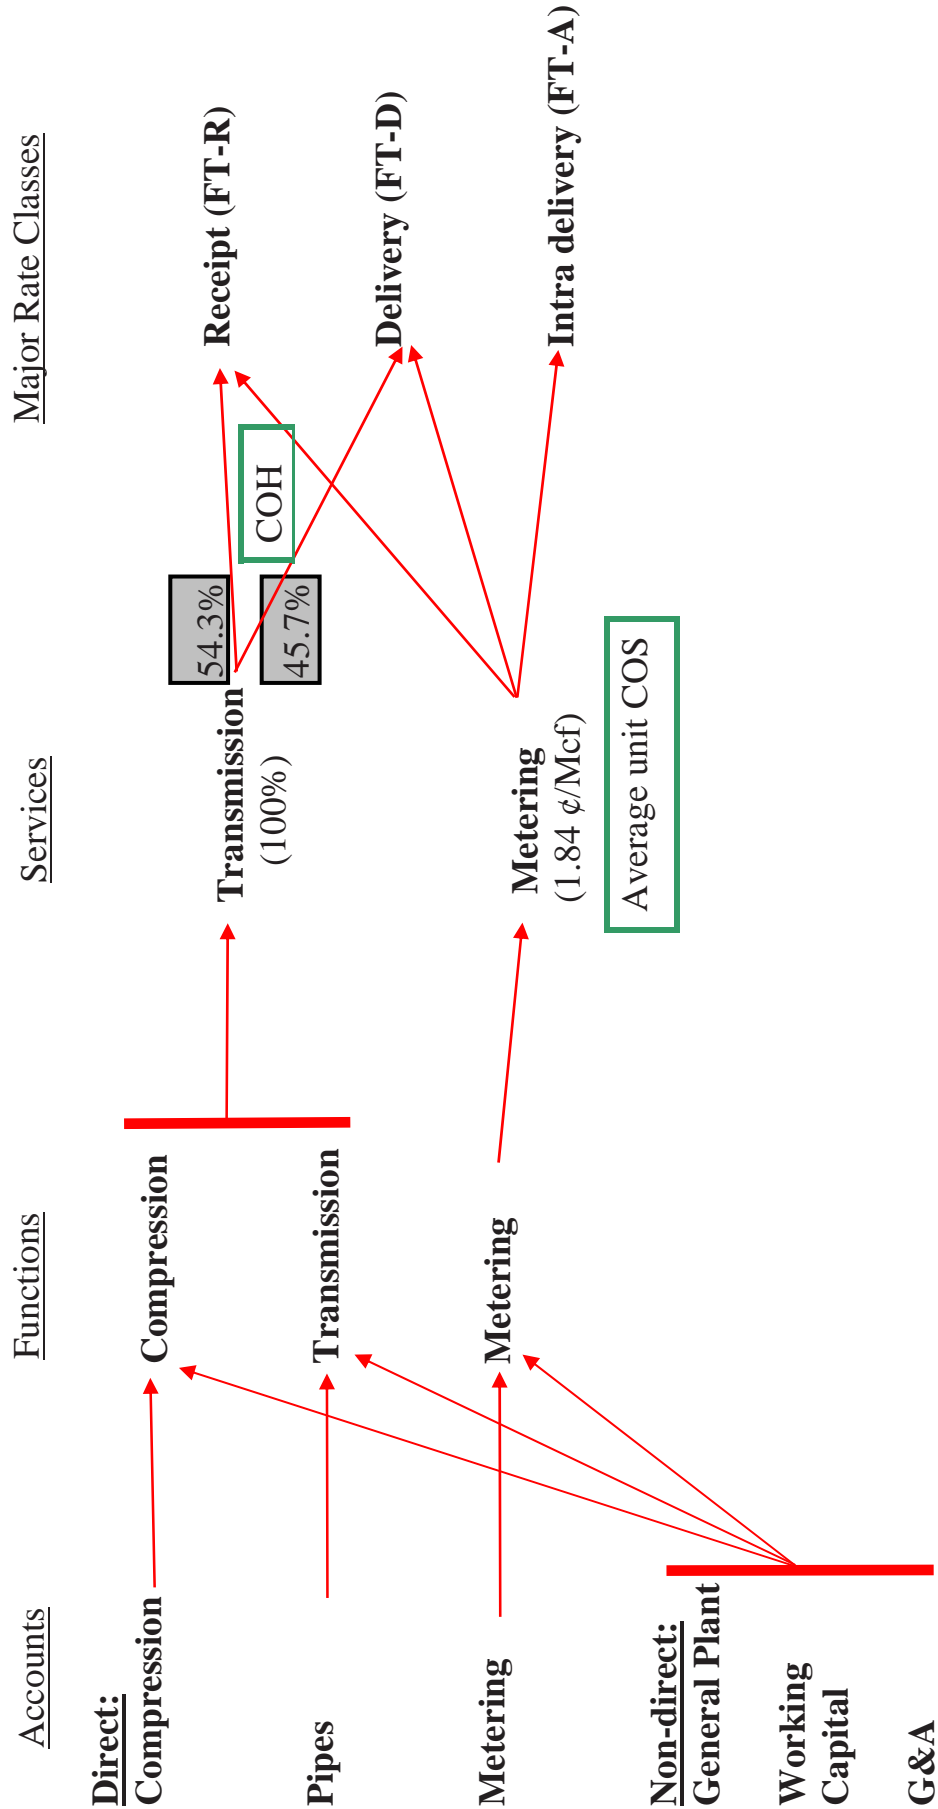 Accounts
Functions
Services
Major Rate Classes
Direct:
Compression
Pipes
Metering
Non-direct:
General Plant
Working
Capital
G&A
Compression
Transmission
Metering
Transmission
(100%)
54.3%
45.7%
COH
Metering
(1.84 ¢/Mcf)
Average unit COS
Receipt (FT-R)
Delivery (FT-D)
Intra delivery (FT-A)